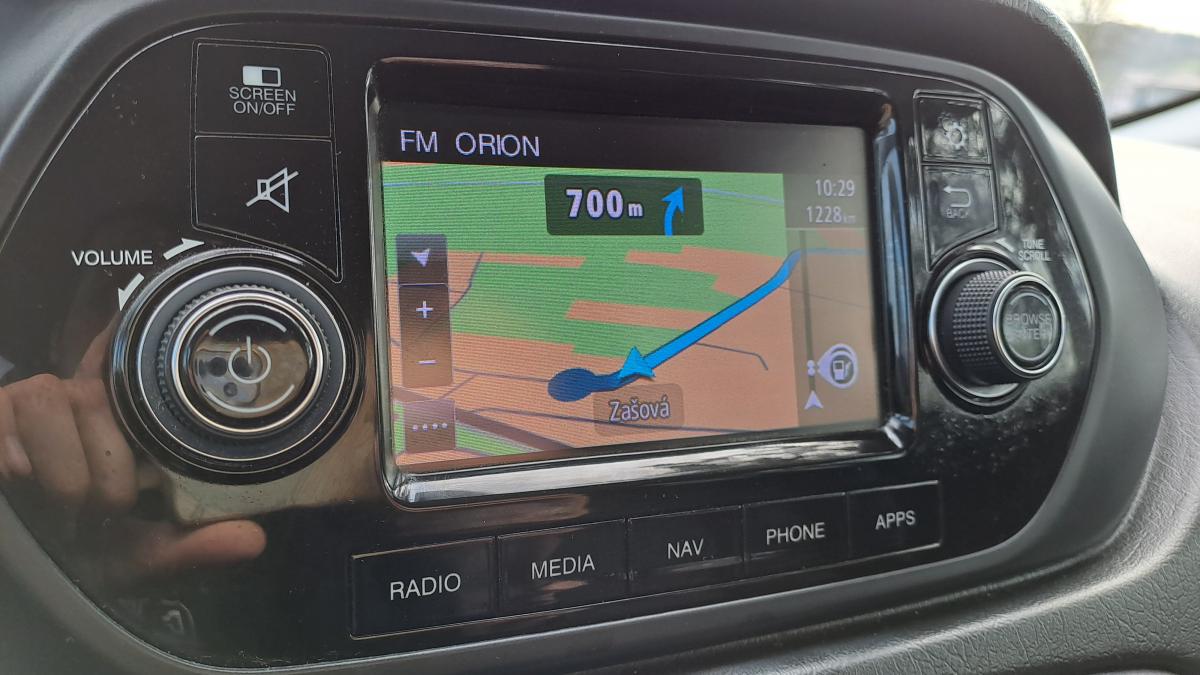 SCREEN
ON/OFF
FM ORION
700m
10:29
1228km
BACK
VOLUME
TUNE
SCROLL
BROWSE
ENTER
+
−
Zašová
RADIO
MEDIA
NAV
PHONE
APPS